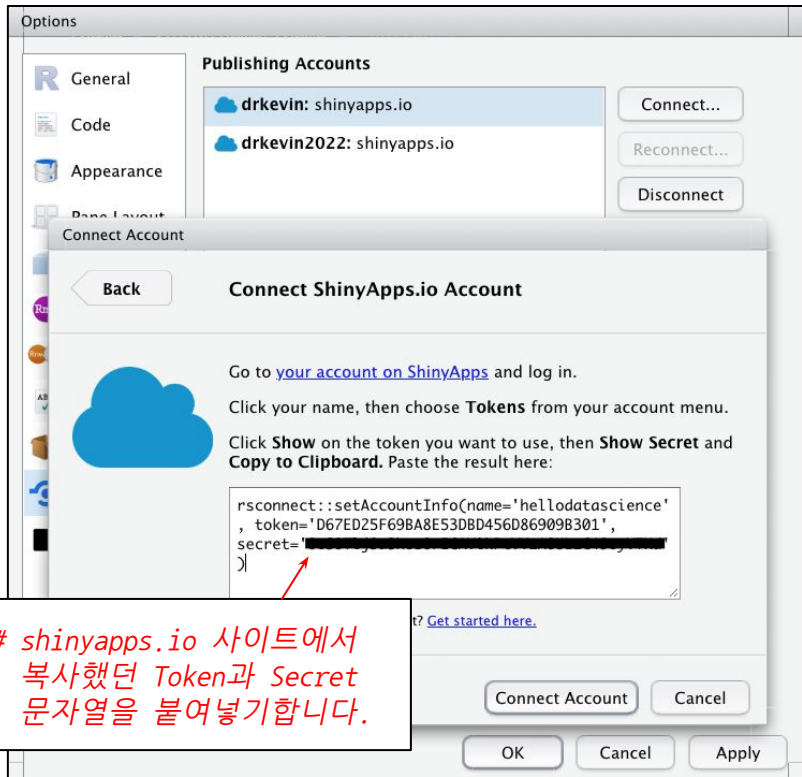 Options
General
Code
Appearance
Pane Layout
Publishing Accounts
drkevin: shinyapps.io
drkevin2022: shinyapps.io
Connect...
Reconnect...
Disconnect
Connect Account
Back
Connect ShinyApps.io Account
Go to your account on ShinyApps and log in.
Click your name, then choose Tokens from your account menu.
Click Show on the token you want to use, then Show Secret and
Copy to Clipboard. Paste the result here:
rsconnect::setAccountInfo(name='hellodatascience'
, token='D67ED25F69BA8E53DBD456D86909B301',
secret='
)
t? Get started here.
# shinyapps.io 사이트에서
복사했던 Token과 Secret
문자열을 붙여넣기합니다.
Connect Account
Cancel
OK
Cancel
Apply